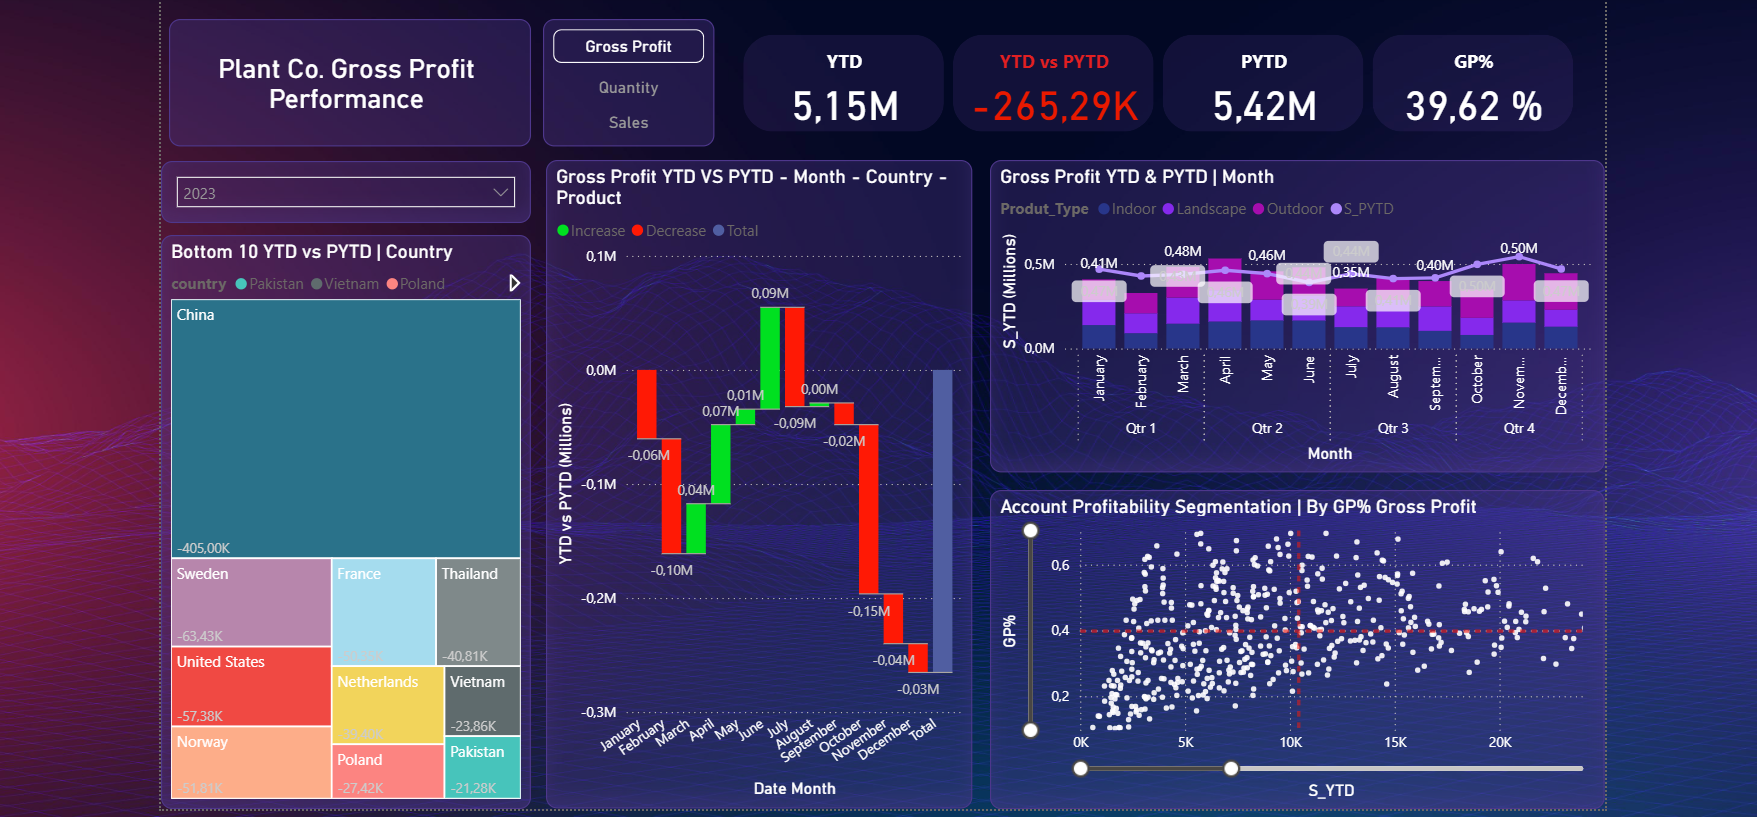 Plant Co. Gross Profit
Performance
Gross Profit
Quantity
Sales
YTD
5,15M
YTD vs PYTD
-265,29K
PYTD
5,42M
GP%
39,62 %
2023
Bottom 10 YTD vs PYTD | Country
country Pakistan Vietnam Poland
China
-405,00K
Sweden
-63,43K
United States
-57,38K
Norway
-51,81K
France
Thailand
-40,81K
Netherlands
Vietnam
-23,86K
Poland
-27,42K
Pakistan
-21,28K
Gross Profit YTD VS PYTD - Month - Country -
Product
Increase Decrease Total
YTD vs PYTD (Millions)
0,1M
0,0M
-0,1M
-0,2M
-0,3M
-0,06M
-0,10M
0,04M
0,07M
0,01M
0,09M
-0,09M
0,00M
-0,02M
-0,15M
-0,04M
-0,03M
January
February
March
April
May
June
July
August
September
October
November
December
Total
Date Month
Gross Profit YTD & PYTD | Month
Produt_Type Indoor Landscape Outdoor S_PYTD
S_YTD (Millions)
0,5M
0,0M
0,41M
0,48M
0,46M
0,44M
0,35M
0,40M
0,50M
0,50M
January
February
March
April
May
June
July
August
Septem...
October
Novem...
Decemb...
Qtr 1
Qtr 2
Qtr 3
Qtr 4
Month
Account Profitability Segmentation | By GP% Gross Profit
GP%
0,6
0,4
0,2
0K
5K
10K
15K
20K
S_YTD